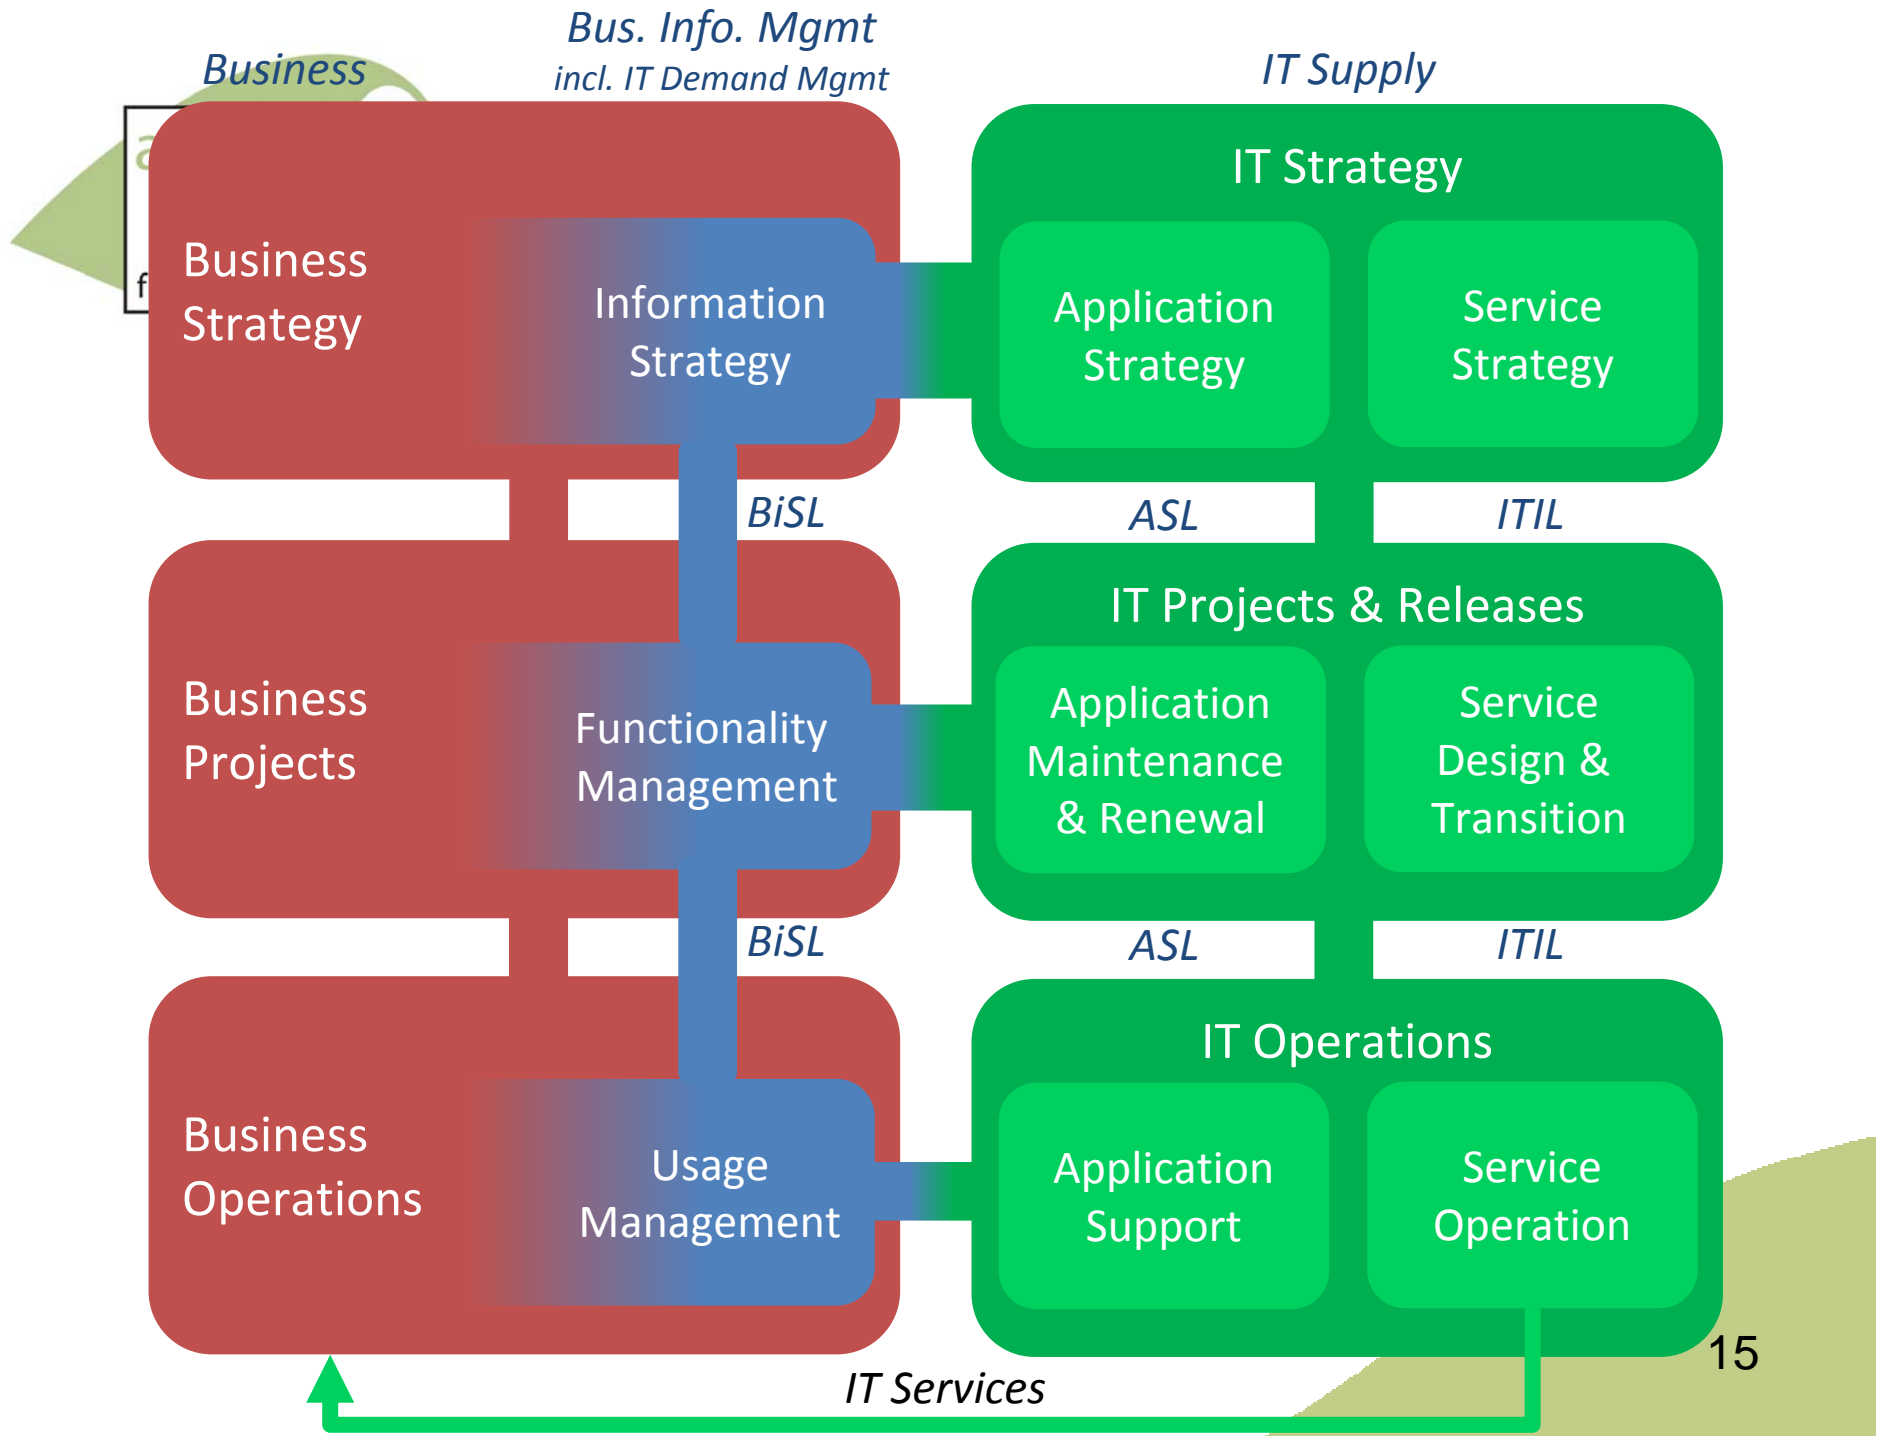 Bus. Info. Mgmt
Business
incl. IT Demand Mgmt
IT Supply
Business
Strategy
Information
Strategy
IT Strategy
Application
Strategy
Service
Strategy
BiSL
ASL
ITIL
Business
Projects
Functionality
Management
IT Projects & Releases
Application
Maintenance
& Renewal
Service
Design &
Transition
BiSL
ASL
ITIL
Business
Operations
Usage
Management
IT Operations
Application
Support
Service
Operation
IT Services
15